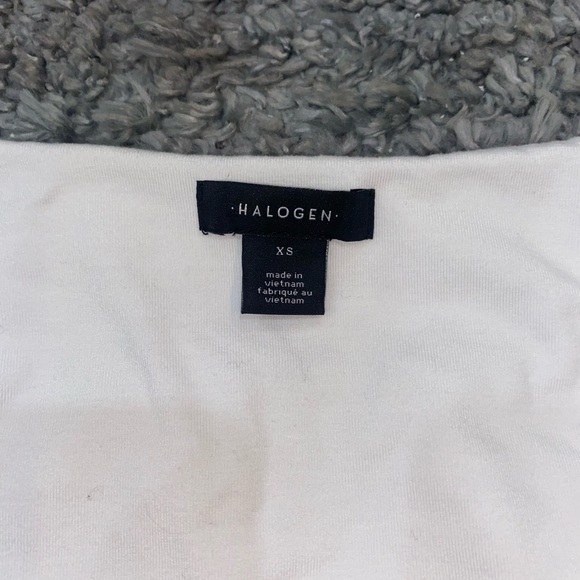 ·HALOGEN·
XS
made in
vietnam
fabriqué au
vietnam